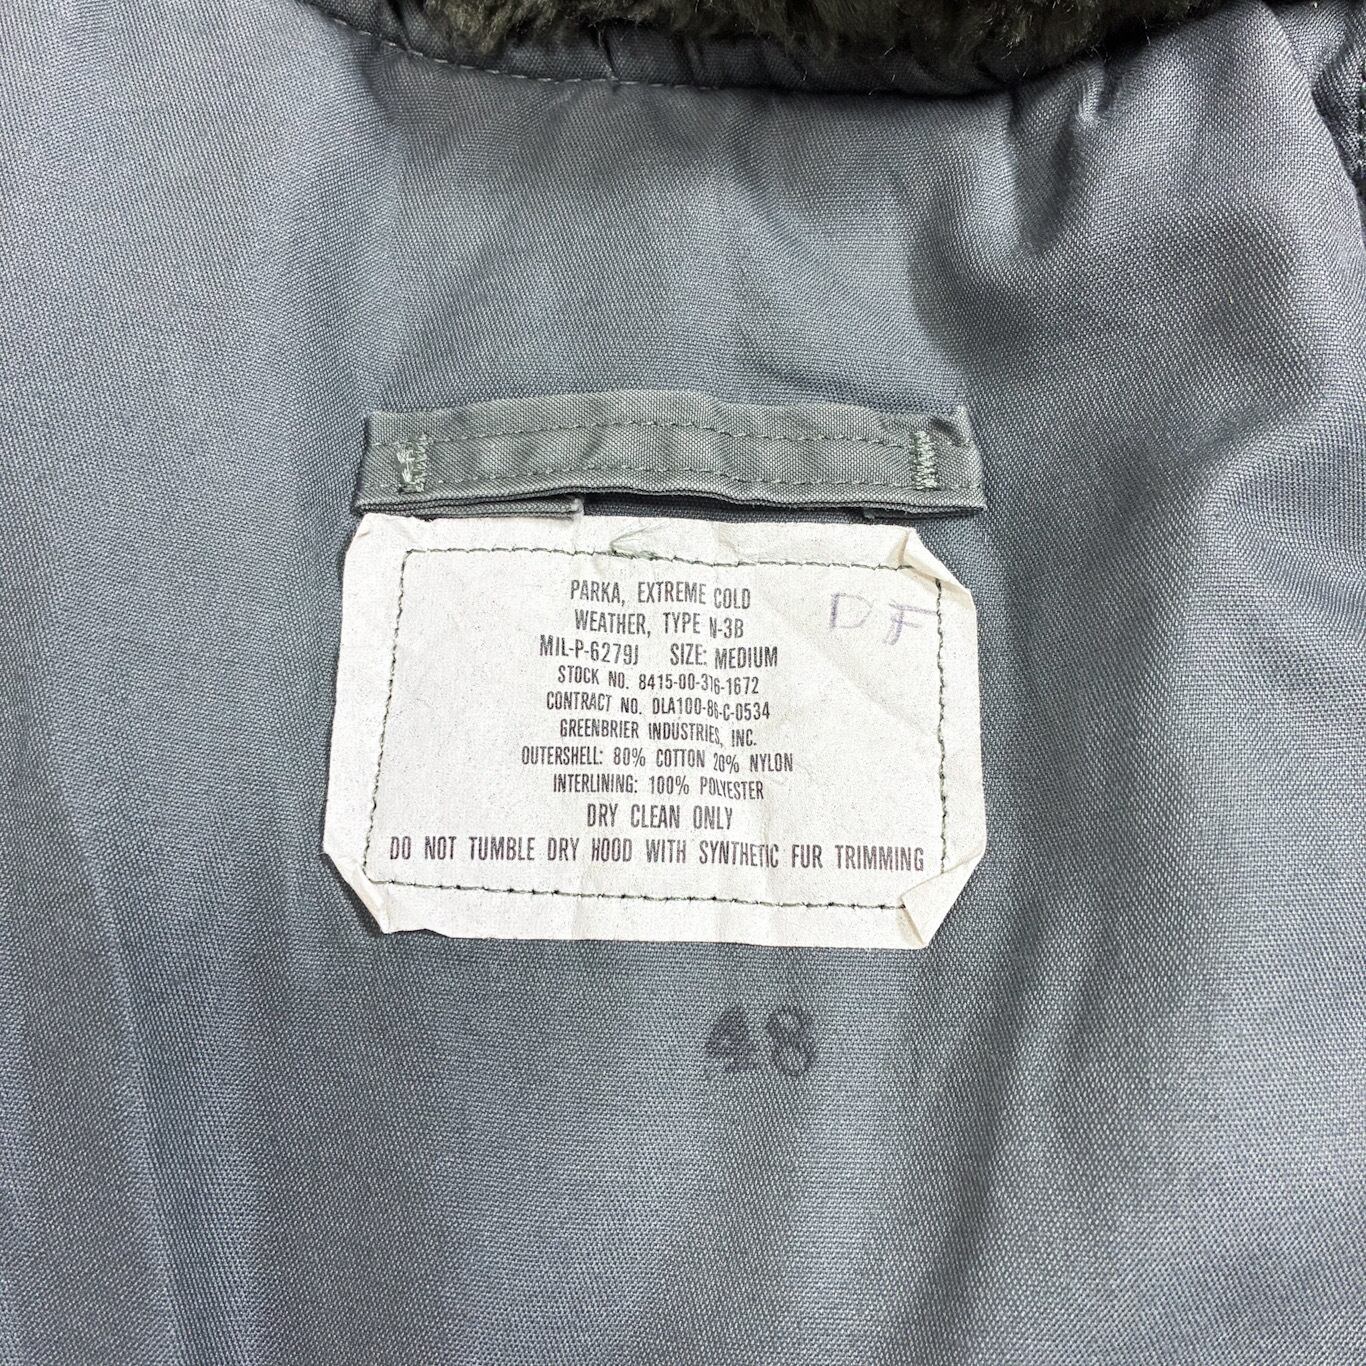 PARKA, EXTREME COLD
WEATHER, TYPE N-3B
MIL-P-6279J SIZE: MEDIUM
STOCK NO. 8415-00-376-1672
CONTRACT NO. DLA100-86-C-0534
GREENBRIER INDUSTRIES, INC.
OUTERSHELL: 80% COTTON 20% NYLON
INTERLINING: 100% POLYESTER
DRY CLEAN ONLY
DO NOT TUMBLE DRY HOOD WITH SYNTHETIC FUR TRIMMING
DF
48